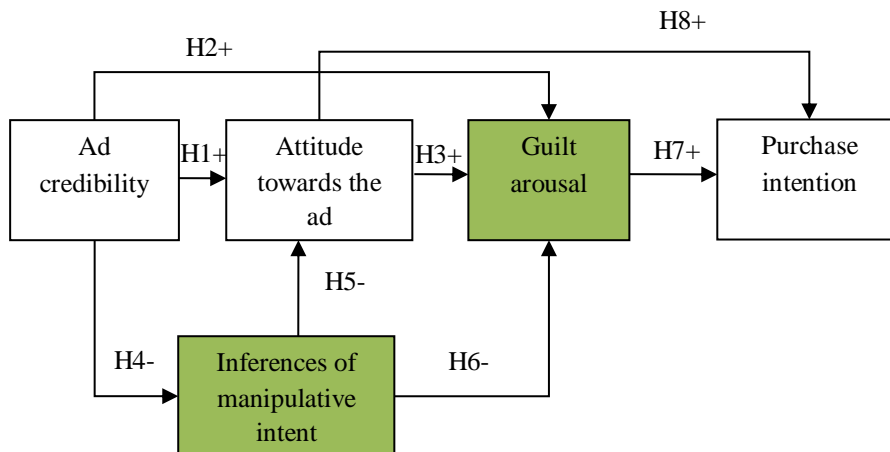 H8+
H2+
Ad
credibility
H1+
Attitude
towards the
ad
H3+
Guilt
arousal
H7+
Purchase
intention
H5-
H4-
Inferences of
manipulative
intent
H6-